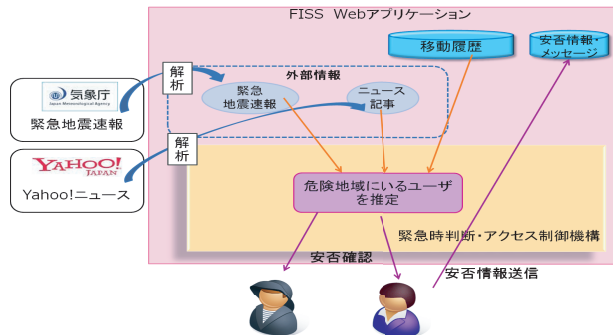 FISS Webアプリケーション
移動履歴
安否情報・
メッセージ
解
析
外部情報
気象庁
Japan Meteorological Agency
緊急地震速報
緊急
地震速報
ニュース
記事
解
析
YAHOO!
JAPAN
Yahoo!ニュース
危険地域にいるユーザ
を推定
緊急時判断・アクセス制御機構
安否確認
安否情報送信